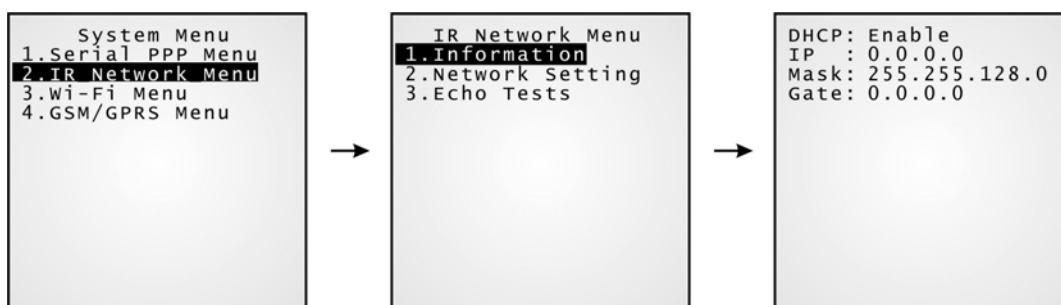 System Menu
1.Serial PPP Menu
2.IR Network Menu
3.Wi-Fi Menu
4.GSM/GPRS Menu
IR Network Menu
1.Information
2.Network Setting
3.Echo Tests
DHCP: Enable
IP  : 0.0.0.0
Mask: 255.255.128.0
Gate: 0.0.0.0